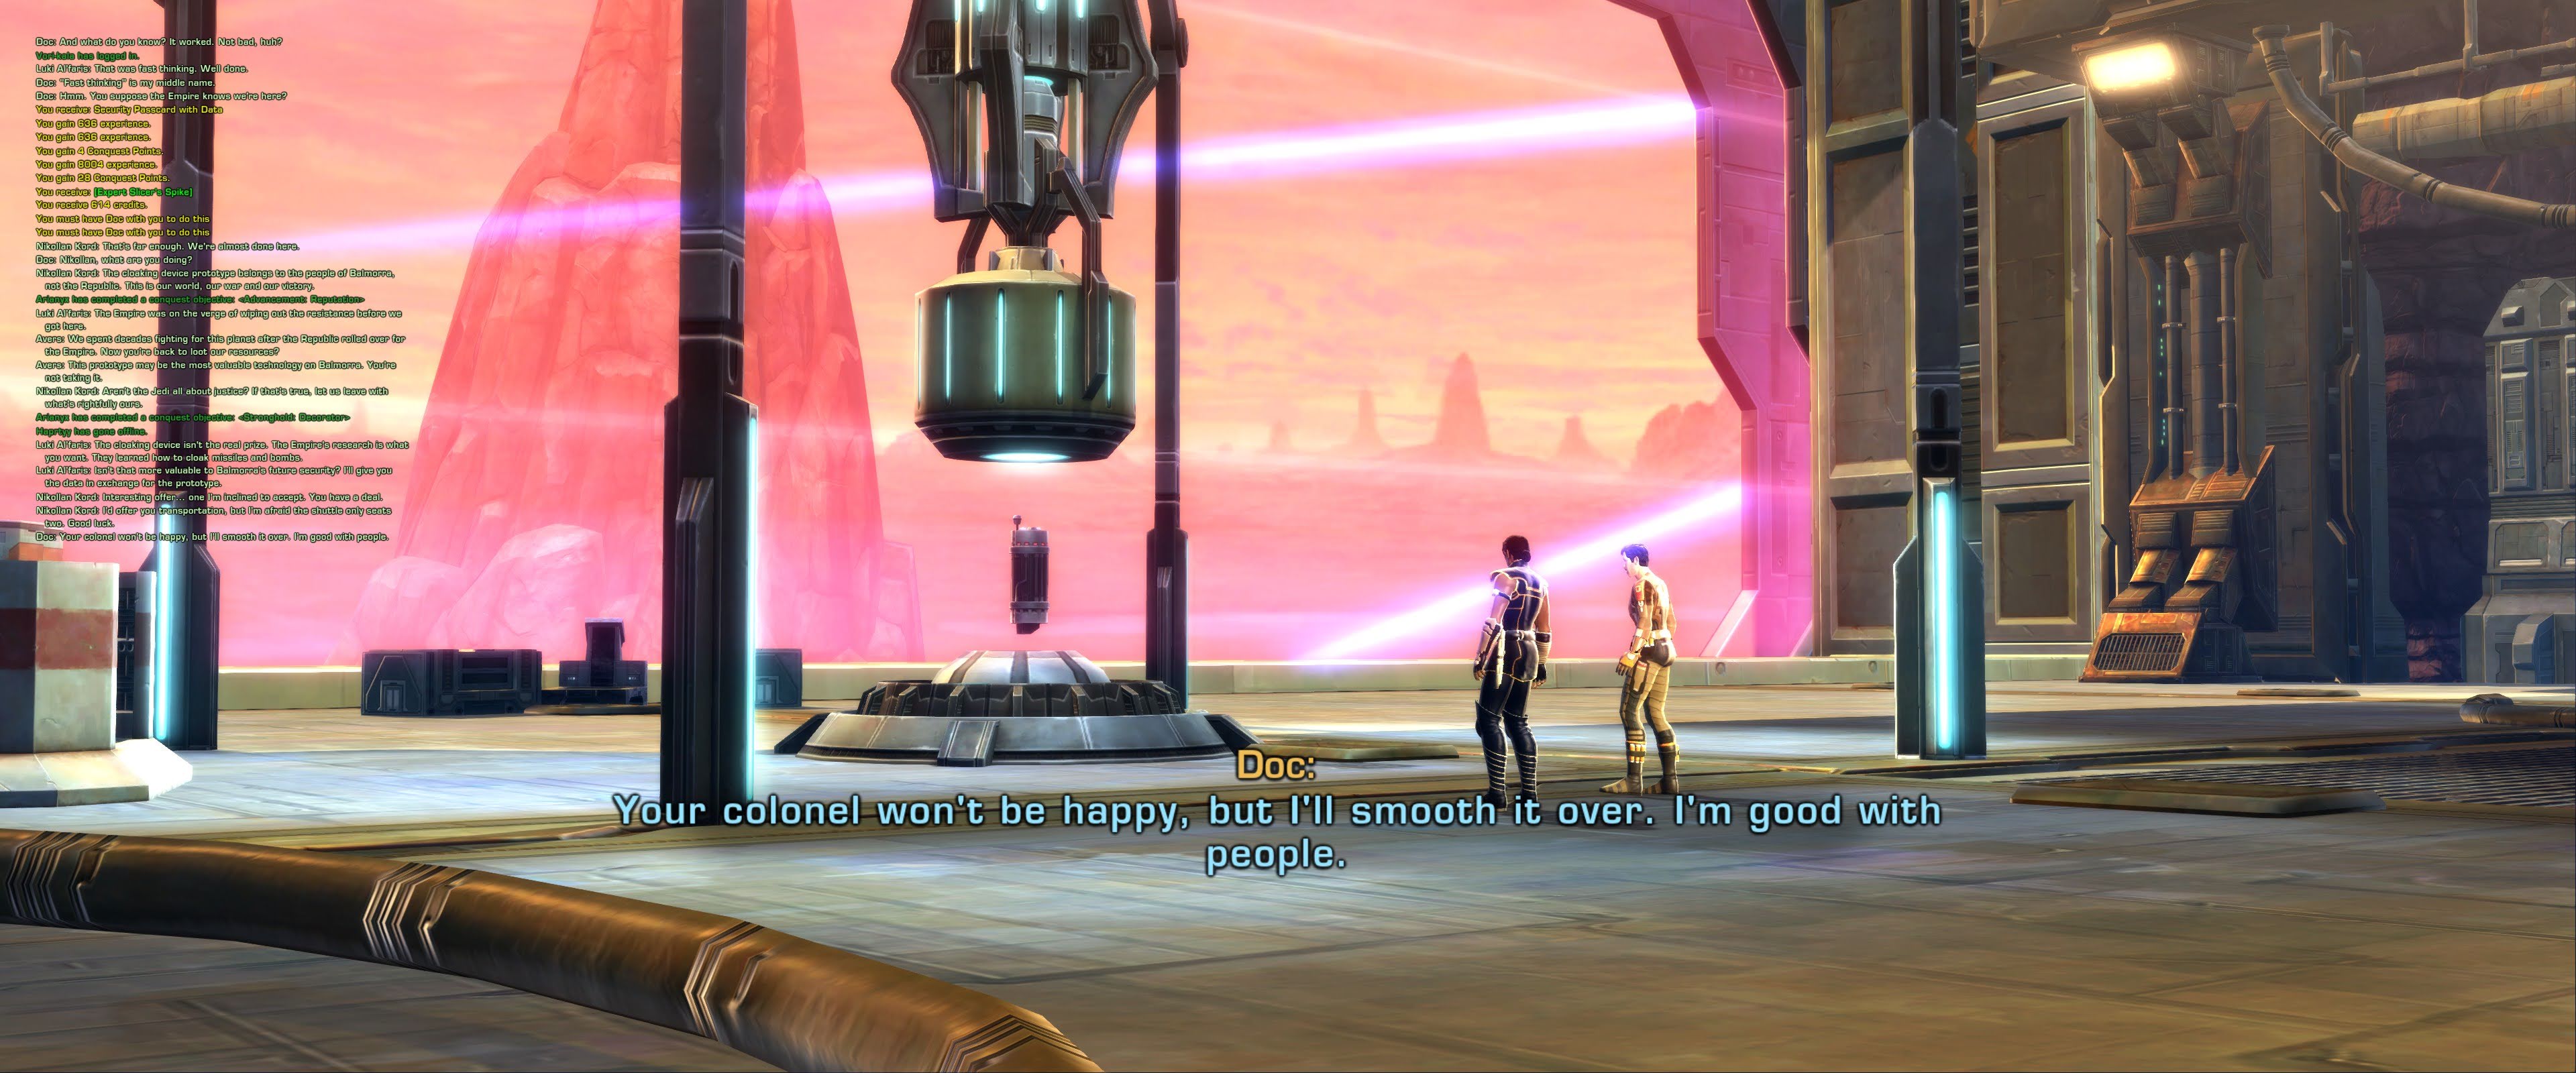 Doc: And what do you know? It worked. Not bad, huh?
Vori-kale has logged in.
Luki Al'faris: That was fast thinking. Well done.
Doc: "Fast thinking" is my middle name.
Doc: Hmm. You suppose the Empire knows we're here?
You receive: Security Passcard with Data
You gain 636 experience.
You gain 636 experience.
You gain 4 Conquest Points.
You gain 8004 experience.
You gain 28 Conquest Points.
You receive: [Expert Slicer's Spike]
You receive 614 credits.
You must have Doc with you to do this
You must have Doc with you to do this
Nikollan Kord: That's far enough. We're almost done here.
Doc: Nikollan, what are you doing?
Nikollan Kord: The cloaking device prototype belongs to the people of Balmorra,
not the Republic. This is our world, our war and our victory.
Arianyx has completed a conquest objective: <Advancement: Reputation>
Luki Al'faris: The Empire was on the verge of wiping out the resistance before we
got here.
Avers: We spent decades fighting for this planet after the Republic rolled over for
the Empire. Now you're back to loot our resources?
Avers: This prototype may be the most valuable technology on Balmorra. You're
not taking it.
Nikollan Kord: Aren't the Jedi all about justice? If that's true, let us leave with
what's rightfully ours.
Arianyx has completed a conquest objective: <Stronghold: Decorator>
has gone offline.
Luki Al'faris: The cloaking device isn't the real prize. The Empire's research is what
you want. They learned how to cloak missiles and bombs.
Luki Al'faris: Isn't that more valuable to Balmorra's future security? I'll give you
the data in exchange for the prototype.
Nikollan Kord: Interesting offer... one I'm inclined to accept. You have a deal.
Nikollan Kord: I'd offer you transportation, but I'm afraid the shuttle only seats
two. Good luck.
Doc: Your colonel won't be happy, but I'll smooth it over. I'm good with people.
Doc:
Your colonel won't be happy, but I'll smooth it over. I'm good with
people.